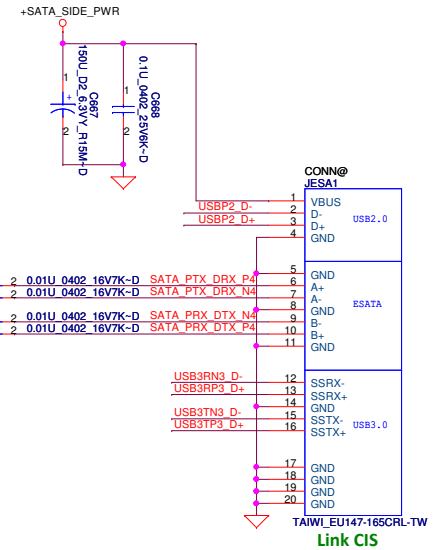 +SATA_SIDE_PWR
1
2
C667
150U_D2_6.3VY_R15M~D
+
1
2
C668
0.1U_0402_25V6K~D
CONN@
JESA1
1 VBUS
USBP2_D- 2 D- USB2.0
USBP2_D+ 3 D+
4 GND
5 GND
2 0.01U_0402_16V7K~D SATA_PTX_DRX_P4 6 A+
2 0.01U_0402_16V7K~D SATA_PTX_DRX_N4 7 A- ESATA
8 GND
2 0.01U_0402_16V7K~D SATA_PRX_DTX_N4 9 B-
2 0.01U_0402_16V7K~D SATA_PRX_DTX_P4 10 B+
11 GND
USB3RN3_D- 12 SSRX-
USB3RP3_D+ 13 SSRX+
14 GND
USB3TN3_D- 15 SSTX- USB3.0
USB3TP3_D+ 16 SSTX+
17 GND
18 GND
19 GND
20 GND
TAIWI_EU147-165CRL-TW
Link CIS